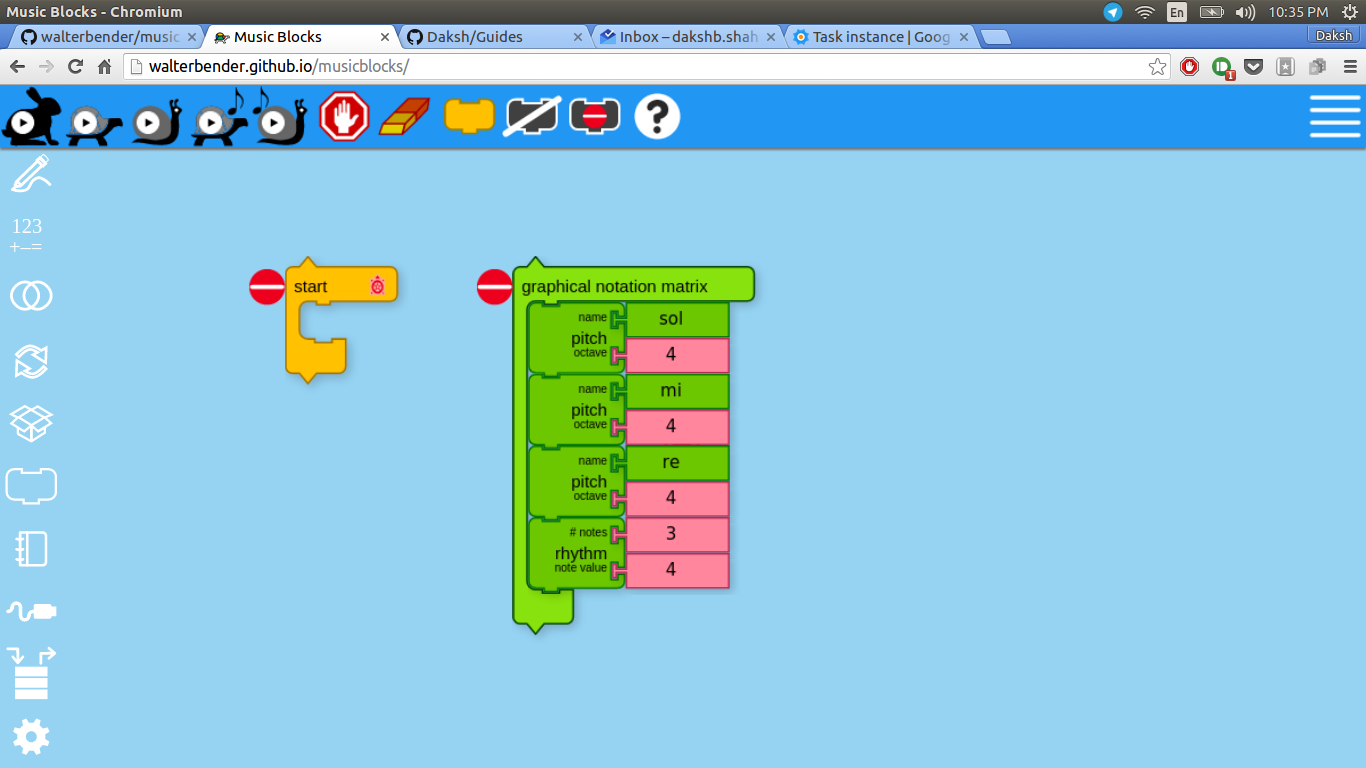 Music Blocks - Chromium
En
10:35 PM
walterbender/music
Music Blocks
Daksh/Guides
Inbox – dakshb.shah
Task instance | Goog
Daksh
walterbender.github.io/musicblocks/
1
?
123
+–=
start
graphical notation matrix
name
sol
pitch
octave
4
name
mi
pitch
octave
4
name
re
pitch
octave
4
# notes
3
rhythm
note value
4